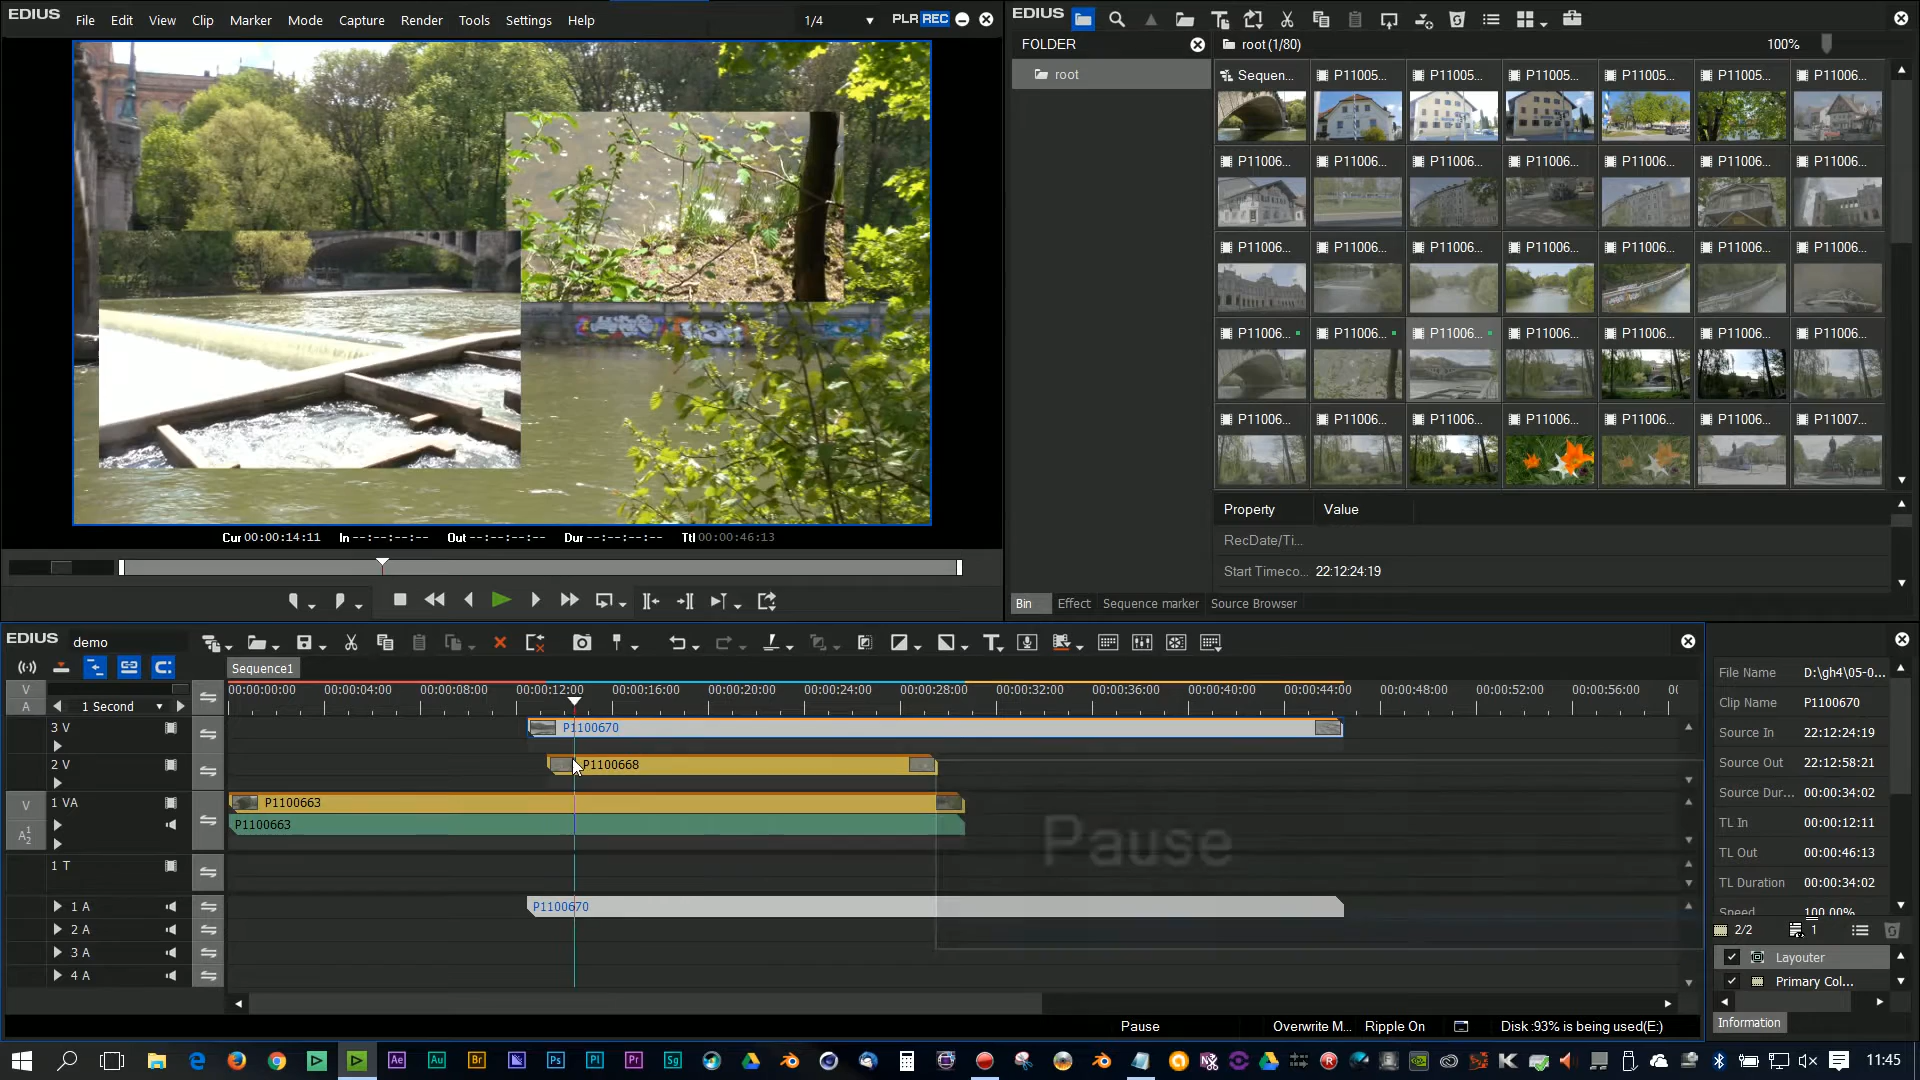 EDIUS File Edit View Clip Marker Mode Capture Render Tools Settings Help 1/4 PLR REC
Cur 00:00:14:11 In --:--:--:-- Out --:--:--:-- Dur --:--:--:-- Ttl 00:00:46:13
EDIUS
FOLDER
root
root (1/80) 100%
Sequen... P11005... P11005... P11005... P11005... P11005... P11006...
P11006... P11006... P11006... P11006... P11006... P11006... P11006...
P11006... P11006... P11006... P11006... P11006... P11006... P11006...
P11006... P11006... P11006... P11006... P11006... P11006... P11006...
P11006... P11006... P11006... P11006... P11006... P11006... P11007...
Property Value
RecDate/Ti...
Start Timeco... 22:12:24:19
Bin Effect Sequence marker Source Browser
EDIUS demo
Sequence1
V
A
1 Second
00:00:00:00 00:00:04:00 00:00:08:00 00:00:12:00 00:00:16:00 00:00:20:00 00:00:24:00 00:00:28:00 00:00:32:00 00:00:36:00 00:00:40:00 00:00:44:00 00:00:48:00 00:00:52:00 00:00:56:00 00
3 V P1100670
2 V P1100668
V 1 VA P1100663
A 1 2 P1100663
Pause
1 T
1 A P1100670
2 A
3 A
4 A
Pause Overwrite M... Ripple On Disk :93% is being used(E:)
File Name D:\gh4\05-0...
Clip Name P1100670
Source In 22:12:24:19
Source Out 22:12:58:21
Source Dur... 00:00:34:02
TL In 00:00:12:11
TL Out 00:00:46:13
TL Duration 00:00:34:02
Speed 100.00%
2/2 1
Layouter
Primary Col...
Information
Ae Au Br Ps Pl Pr Sg
11:45